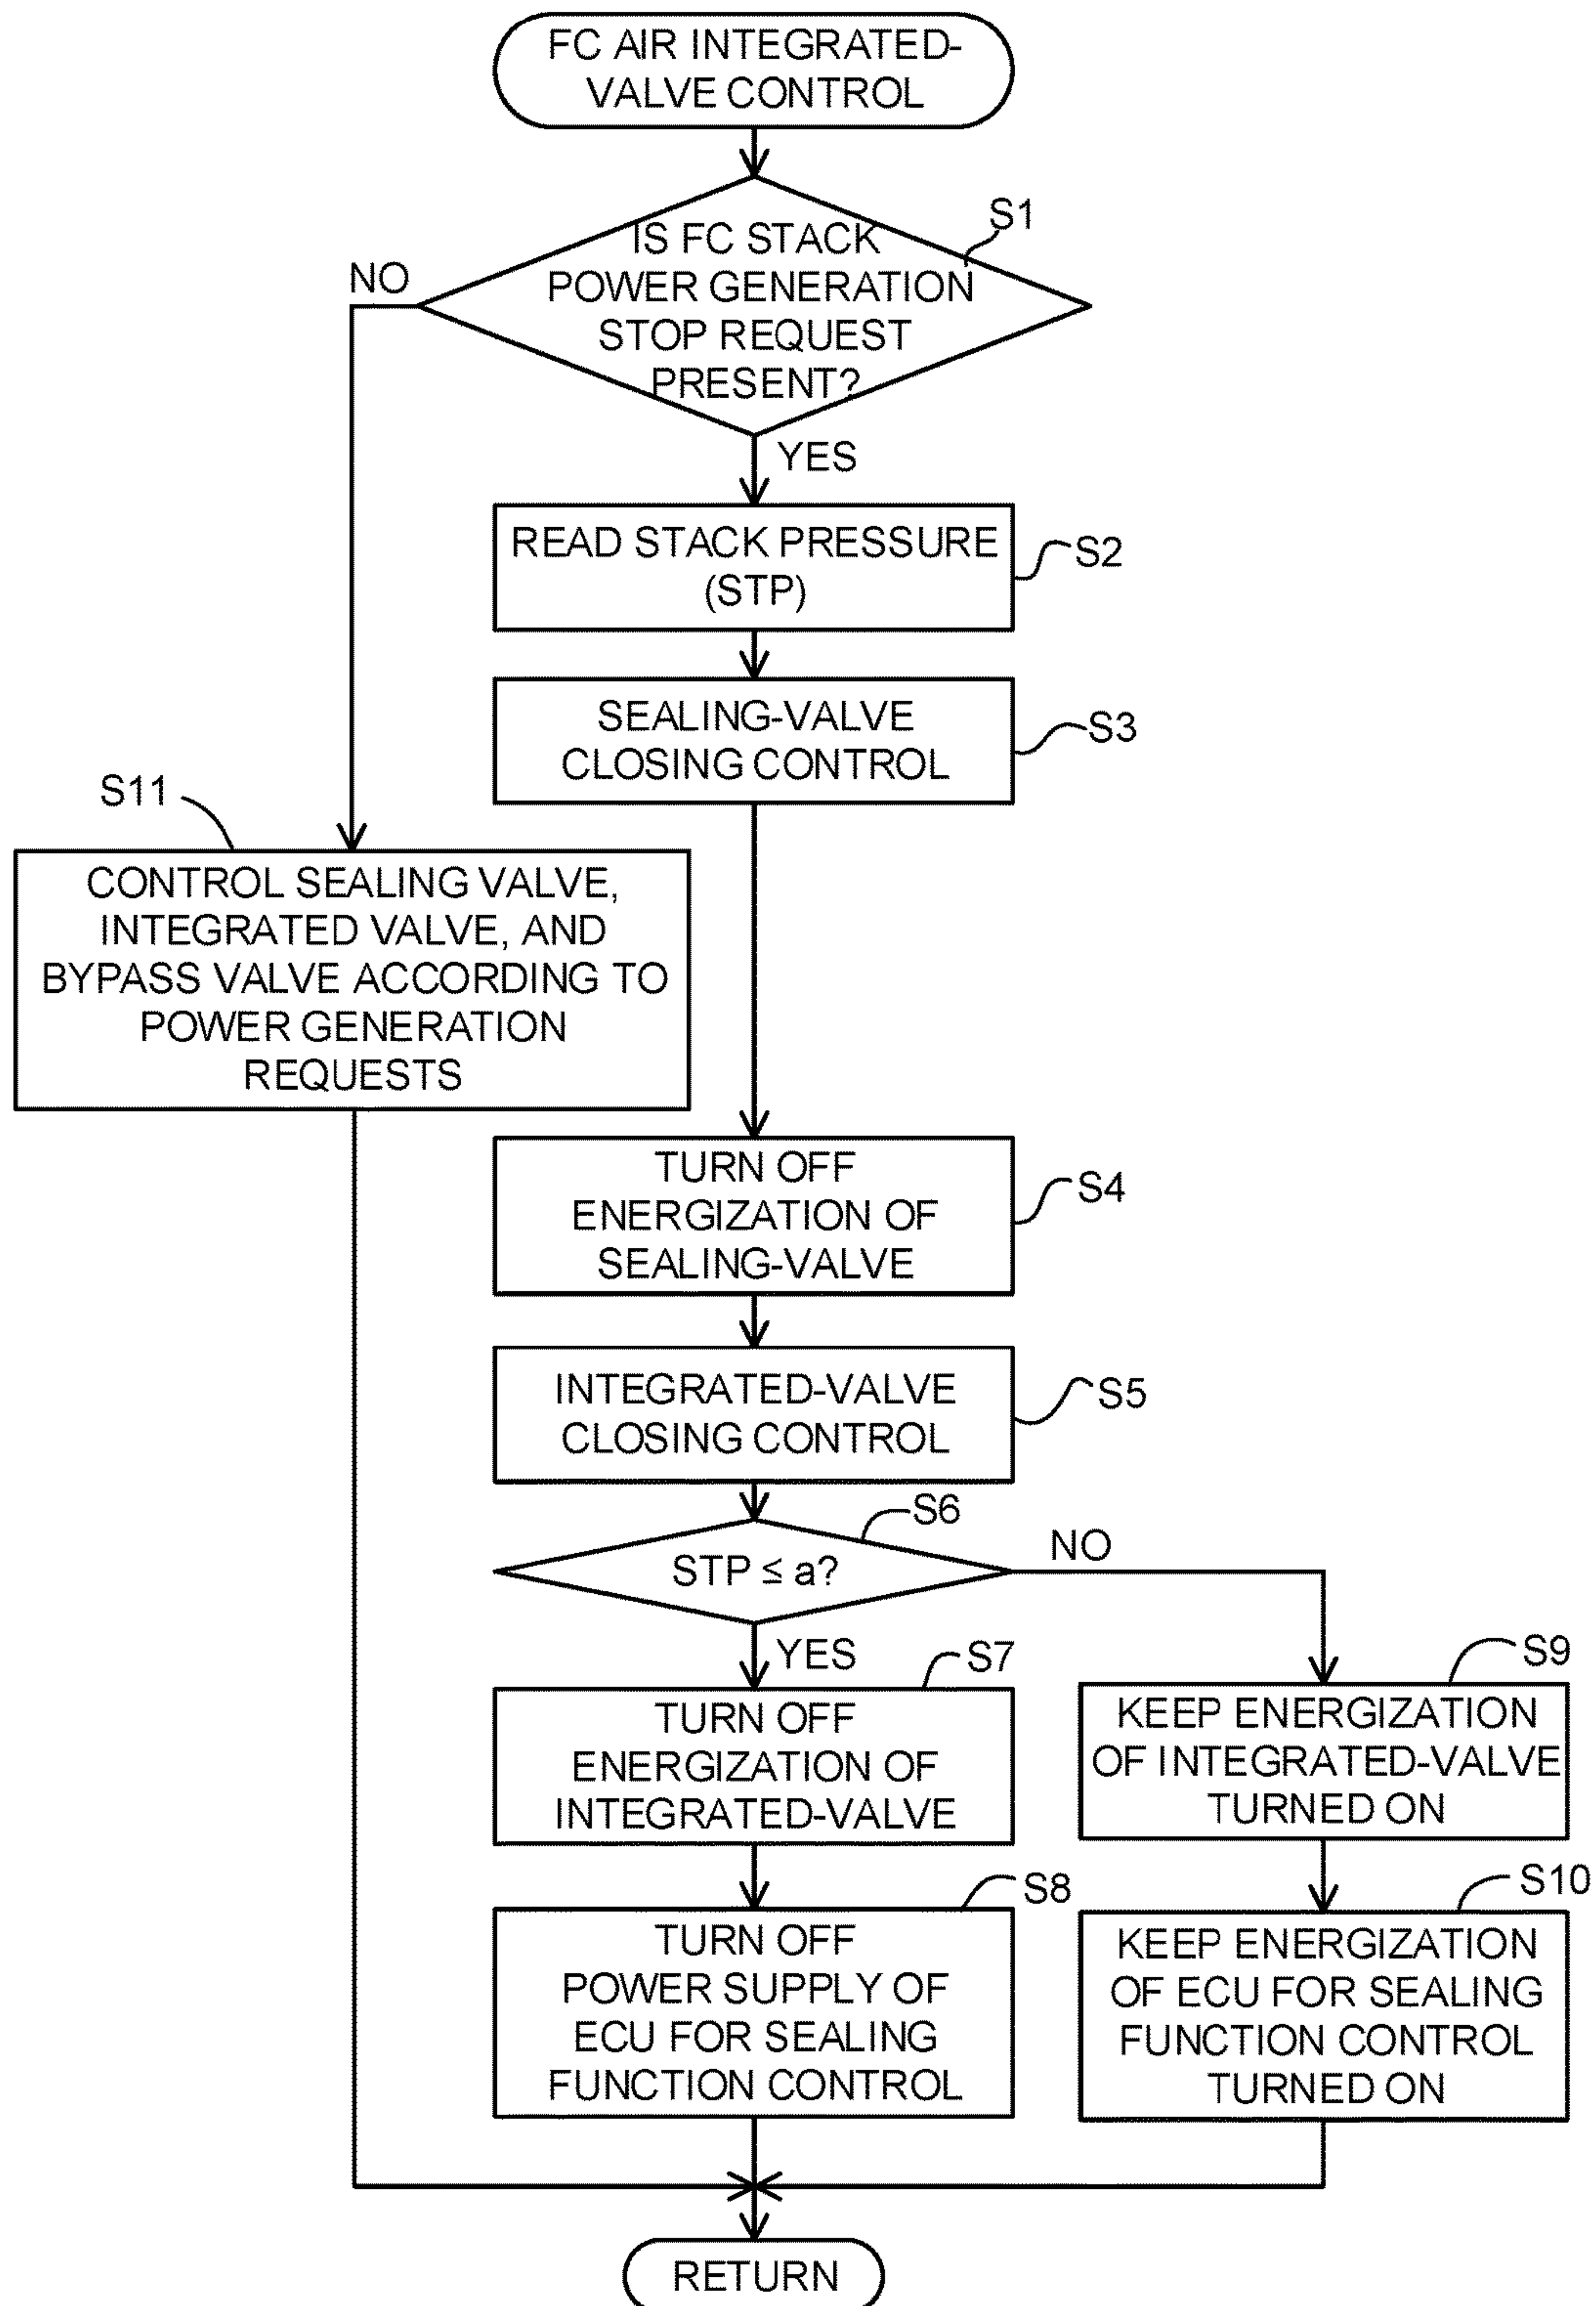 FC AIR INTEGRATED-
VALVE CONTROL
S1
IS FC STACK
POWER GENERATION
STOP REQUEST
PRESENT?
NO
YES
READ STACK PRESSURE
(STP)
S2
SEALING-VALVE
CLOSING CONTROL
S3
S11
CONTROL SEALING VALVE,
INTEGRATED VALVE, AND
BYPASS VALVE ACCORDING TO
POWER GENERATION
REQUESTS
TURN OFF
ENERGIZATION OF
SEALING-VALVE
S4
INTEGRATED-VALVE
CLOSING CONTROL
S5
S6
STP ≤ a?
NO
YES
S7
TURN OFF
ENERGIZATION OF
INTEGRATED-VALVE
S9
KEEP ENERGIZATION
OF INTEGRATED-VALVE
TURNED ON
S8
TURN OFF
POWER SUPPLY OF
ECU FOR SEALING
FUNCTION CONTROL
S10
KEEP ENERGIZATION
OF ECU FOR SEALING
FUNCTION CONTROL
TURNED ON
RETURN